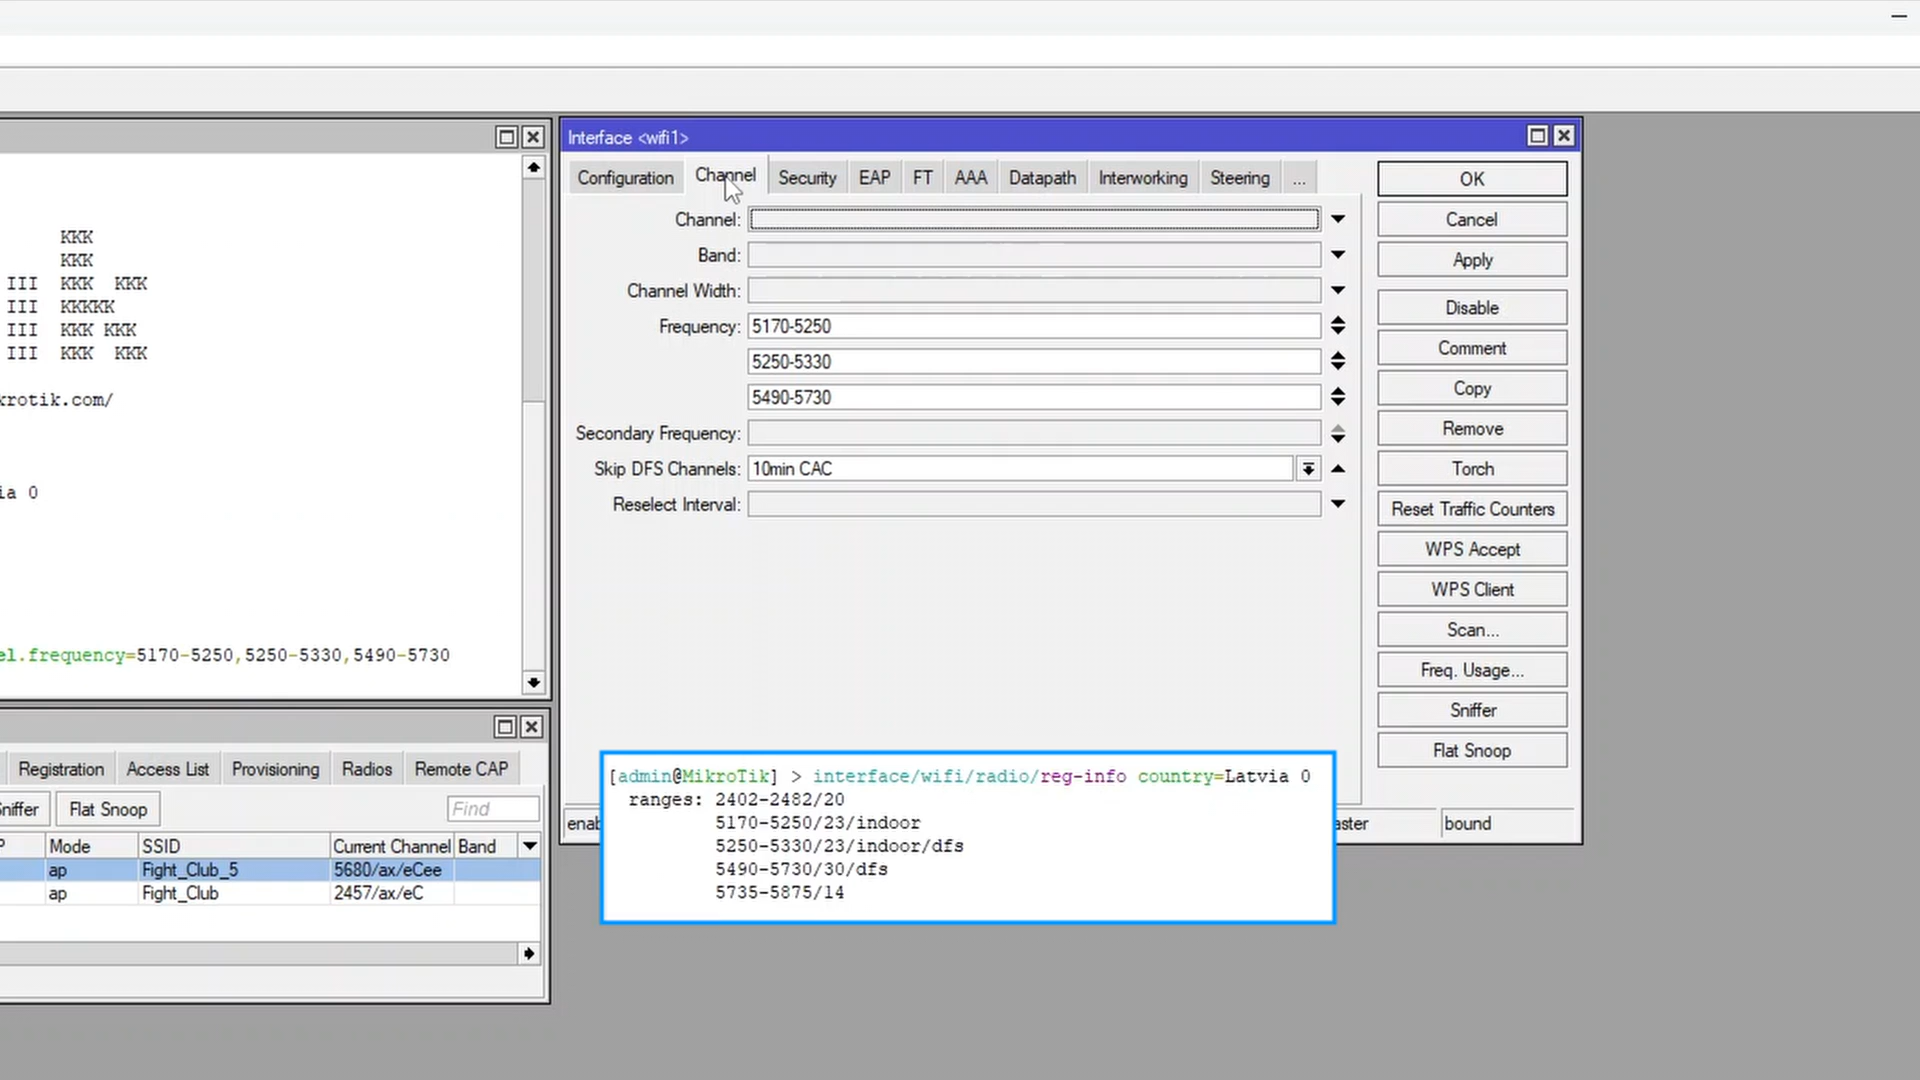 KKK
KKK
III KKK KKK
III KKKKK
III KKK KKK
III KKK KKK
krotik.com/
ia 0
el.frequency=5170-5250,5250-5330,5490-5730
Registration Access List Provisioning Radios Remote CAP
Sniffer Flat Snoop Find
P Mode SSID Current Channel Band
ap Fight_Club_5 5680/ax/eCee
ap Fight_Club 2457/ax/eC
Interface <wifi1>
Configuration Channel Security EAP FT AAA Datapath Interworking Steering ...
Channel:
Band:
Channel Width:
Frequency: 5170-5250
5250-5330
5490-5730
Secondary Frequency:
Skip DFS Channels: 10min CAC
Reselect Interval:
OK
Cancel
Apply
Disable
Comment
Copy
Remove
Torch
Reset Traffic Counters
WPS Accept
WPS Client
Scan...
Freq. Usage...
Sniffer
Flat Snoop
enab aster bound
[admin@MikroTik] > interface/wifi/radio/reg-info country=Latvia 0
ranges: 2402-2482/20
5170-5250/23/indoor
5250-5330/23/indoor/dfs
5490-5730/30/dfs
5735-5875/14